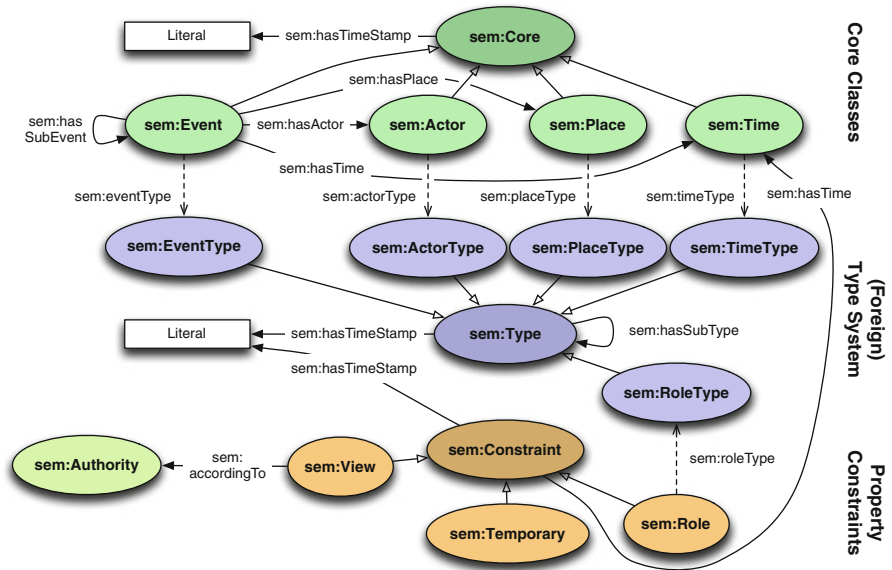 Literal
sem:hasTimeStamp
sem:Core
Core Classes
sem:hasPlace
sem:has
SubEvent
sem:Event
sem:hasActor
sem:Actor
sem:Place
sem:Time
sem:hasTime
sem:eventType
sem:actorType
sem:placeType
sem:timeType
sem:hasTime
sem:EventType
sem:ActorType
sem:PlaceType
sem:TimeType
(Foreign)
Type System
Literal
sem:hasTimeStamp
sem:Type
sem:hasSubType
sem:hasTimeStamp
sem:RoleType
sem:Authority
sem:
accordingTo
sem:View
sem:Constraint
sem:roleType
Property
Constraints
sem:Temporary
sem:Role